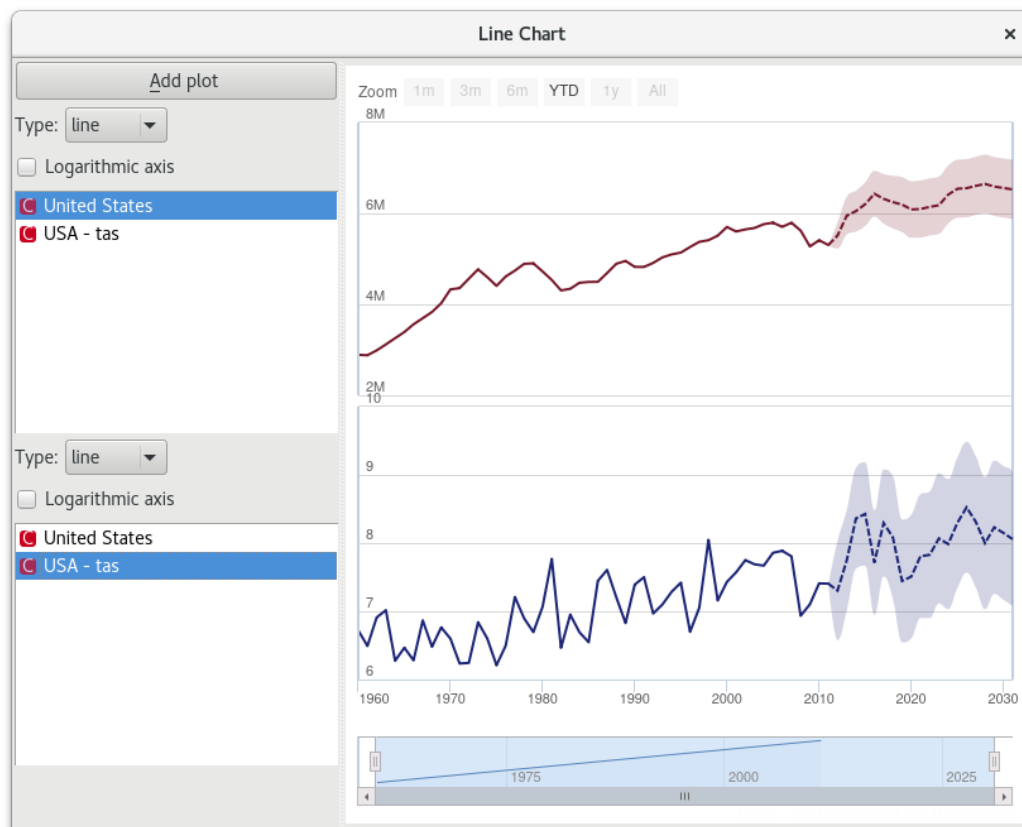 Line Chart ×
Add plot
Type: line
Logarithmic axis
C United States
C USA - tas
Type: line
Logarithmic axis
C United States
C USA - tas
Zoom 1m 3m 6m YTD 1y All
8M
6M
4M
2M
10
9
8
7
6
1960 1970 1980 1990 2000 2010 2020 2030
1975 2000 2025